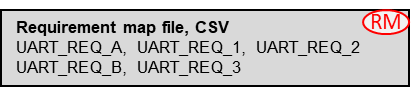 Requirement map file, CSV
RM
UART_REQ_A, UART_REQ_1, UART_REQ_2
UART_REQ_B, UART_REQ_3